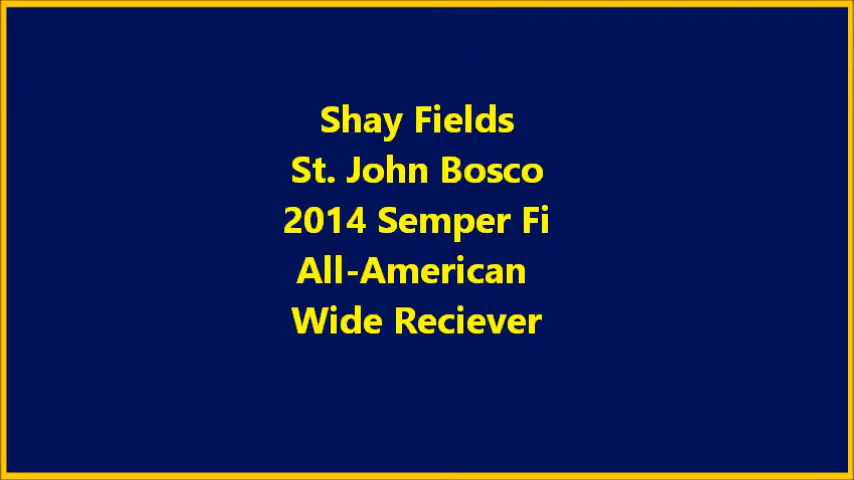 Shay Fields
St. John Bosco
2014 Semper Fi
All-American
Wide Reciever